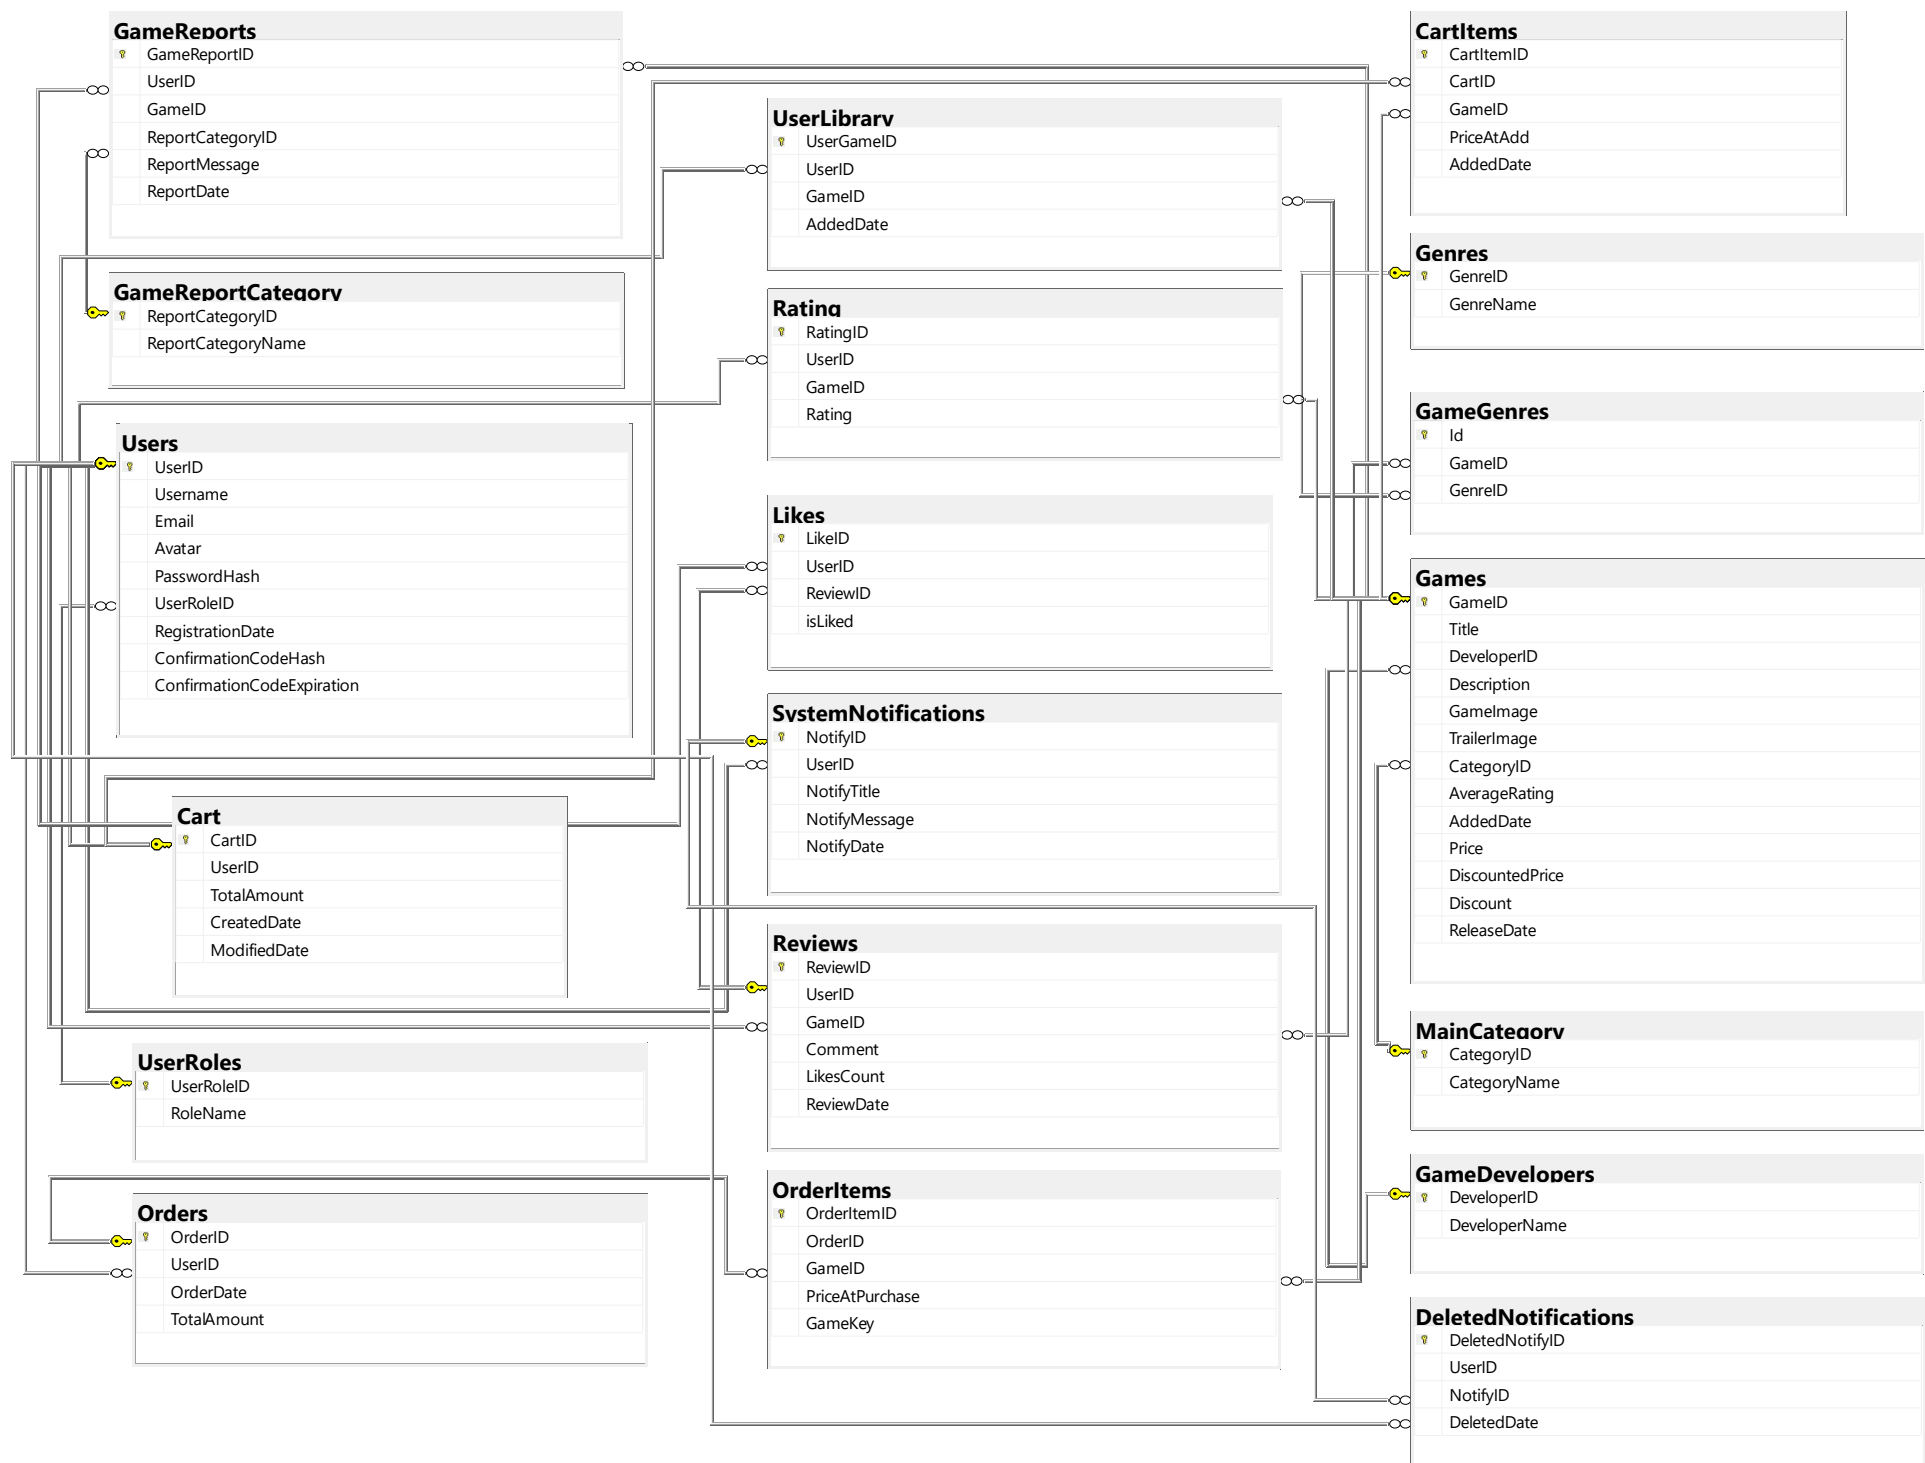 GameReports
GameReportID
UserID
GameID
ReportCategoryID
ReportMessage
ReportDate
GameReportCategory
ReportCategoryID
ReportCategoryName
Users
UserID
Username
Email
Avatar
PasswordHash
UserRoleID
RegistrationDate
ConfirmationCodeHash
ConfirmationCodeExpiration
Cart
CartID
UserID
TotalAmount
CreatedDate
ModifiedDate
UserRoles
UserRoleID
RoleName
Orders
OrderID
UserID
OrderDate
TotalAmount
UserLibrary
UserGameID
UserID
GameID
AddedDate
Rating
RatingID
UserID
GameID
Rating
Likes
LikeID
UserID
ReviewID
isLiked
SystemNotifications
NotifyID
UserID
NotifyTitle
NotifyMessage
NotifyDate
Reviews
ReviewID
UserID
GameID
Comment
LikesCount
ReviewDate
OrderItems
OrderItemID
OrderID
GameID
PriceAtPurchase
GameKey
CartItems
CartItemID
CartID
GameID
PriceAtAdd
AddedDate
Genres
GenreID
GenreName
GameGenres
Id
GameID
GenreID
Games
GameID
Title
DeveloperID
Description
GameImage
TrailerImage
CategoryID
AverageRating
AddedDate
Price
DiscountedPrice
Discount
ReleaseDate
MainCategory
CategoryID
CategoryName
GameDevelopers
DeveloperID
DeveloperName
DeletedNotifications
DeletedNotifyID
UserID
NotifyID
DeletedDate